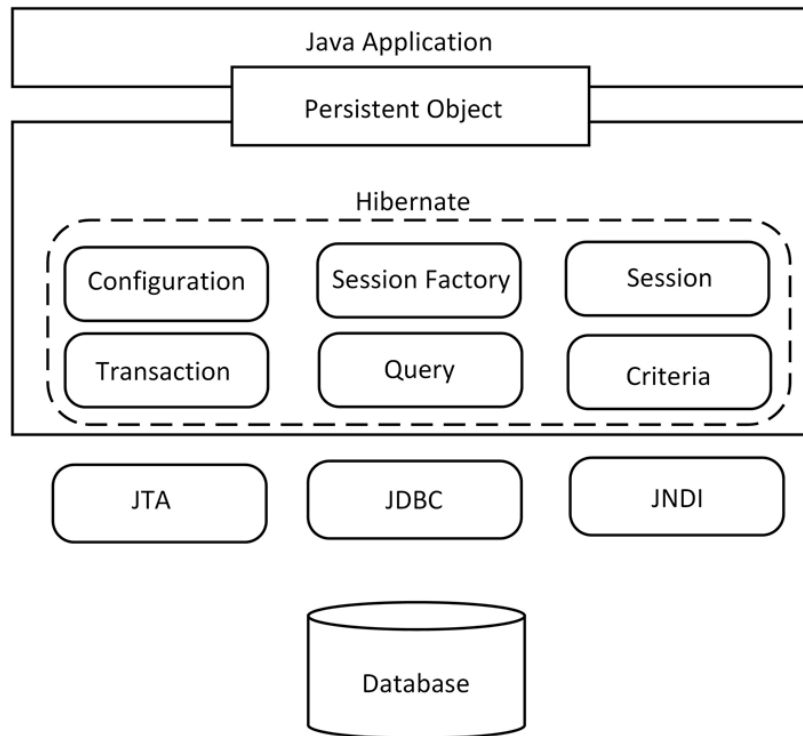 Java Application
Persistent Object
Hibernate
Configuration
Session Factory
Session
Transaction
Query
Criteria
JTA
JDBC
JNDI
Database